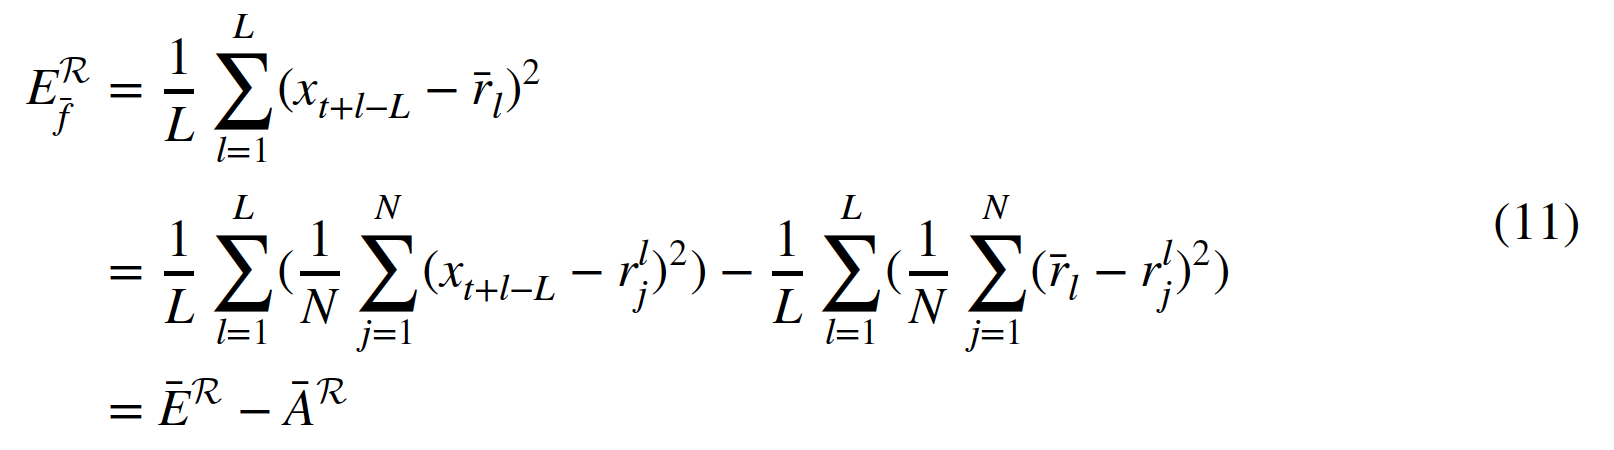 $E_{\bar{f}}^{\mathcal{R}} = \frac{1}{L} \sum_{l=1}^{L} (x_{t+l-L} - \bar{r}_l)^2$
$= \frac{1}{L} \sum_{l=1}^{L} (\frac{1}{N} \sum_{j=1}^{N} (x_{t+l-L} - r_j^l)^2) - \frac{1}{L} \sum_{l=1}^{L} (\frac{1}{N} \sum_{j=1}^{N} (\bar{r}_l - r_j^l)^2)$ (11)
$= \bar{E}^{\mathcal{R}} - \bar{A}^{\mathcal{R}}$